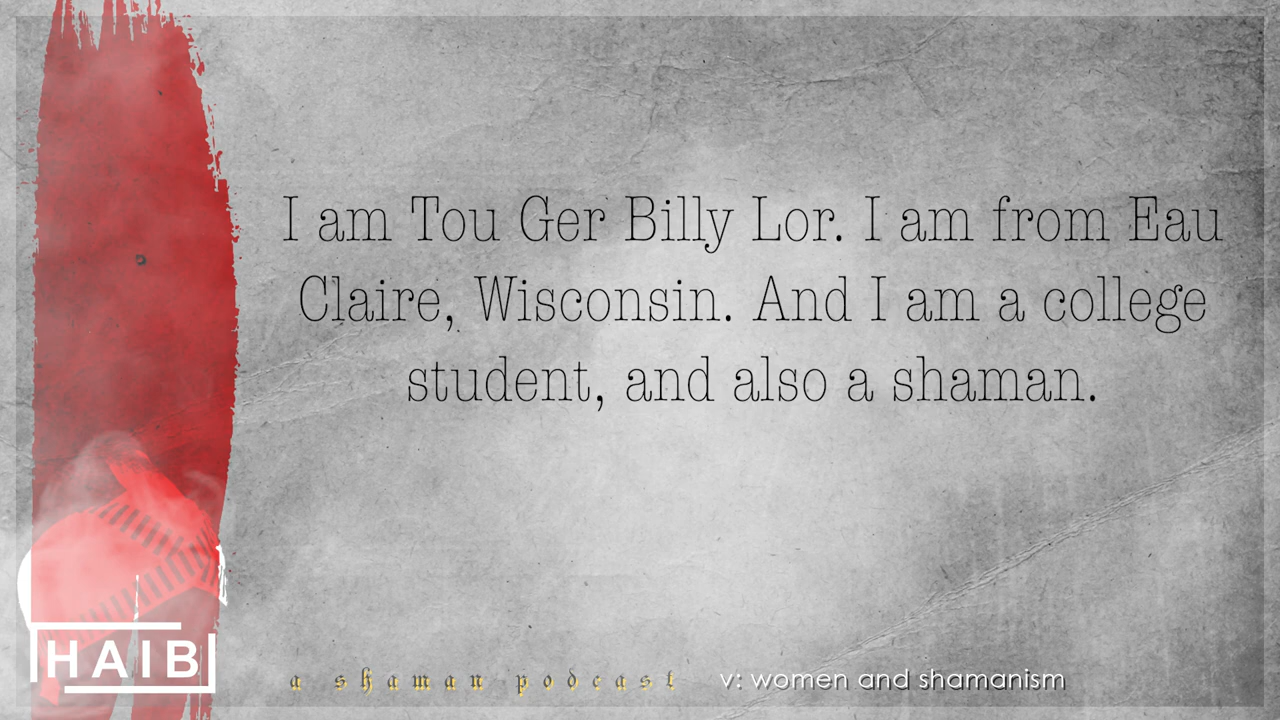 I am Tou Ger Billy Lor. I am from Eau
Claire, Wisconsin. And I am a college
student, and also a shaman.
HAIB
a shaman podcast
v: women and shamanism